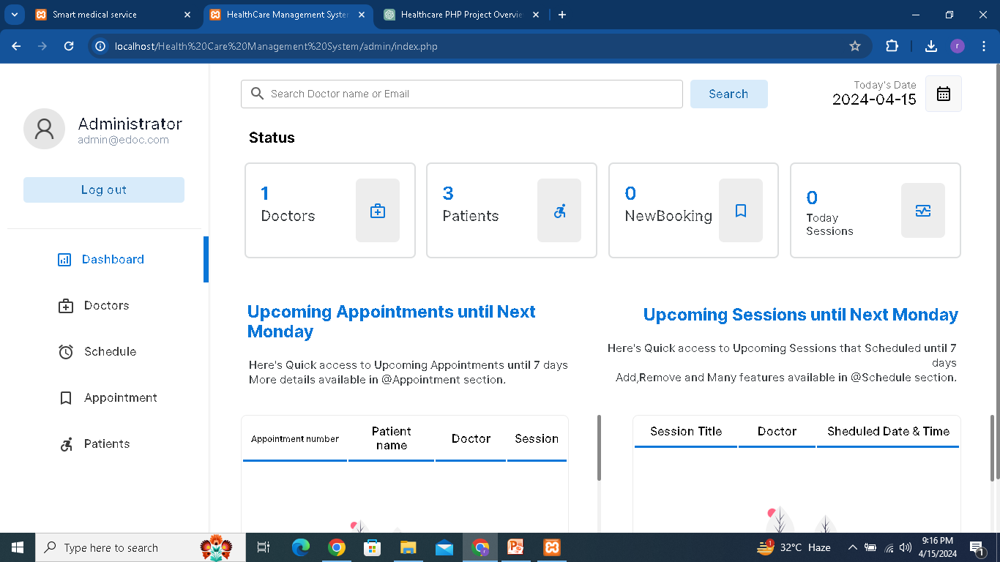 Smart medical service
HealthCare Management Syster
Healthcare PHP Project Overvie
localhost/Health%20Care%20Management%20System/admin/index.php
r
Administrator
admin@edoc.com
Log out
Dashboard
Doctors
Schedule
Appointment
Patients
Search Doctor name or Email
Search
Today's Date
2024-04-15
Status
1
Doctors
3
Patients
0
NewBooking
0
Today
Sessions
Upcoming Appointments until Next
Monday
Here's Quick access to Upcoming Appointments until 7 days
More details available in @Appointment section.
Upcoming Sessions until Next Monday
Here's Quick access to Upcoming Sessions that Scheduled until 7
days
Add,Remove and Many features available in @Schedule section.
Appointment number
Patient
name
Doctor
Session
Session Title
Doctor
Sheduled Date & Time
Type here to search
1
32°C Haze
9:16 PM
4/15/2024
1